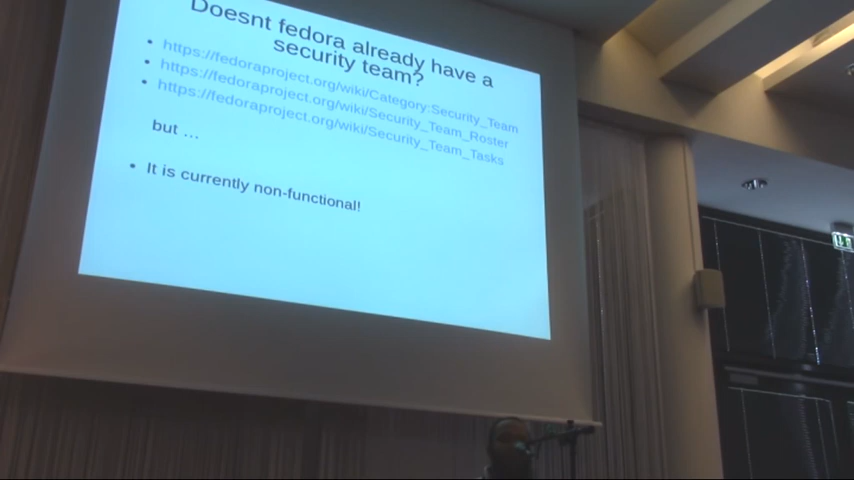 Doesnt fedora already have a
security team?
• https://fedoraproject.org/wiki/Category:Security_Team
• https://fedoraproject.org/wiki/Security_Team_Roster
• https://fedoraproject.org/wiki/Security_Team_Tasks
but ...
• It is currently non-functional!